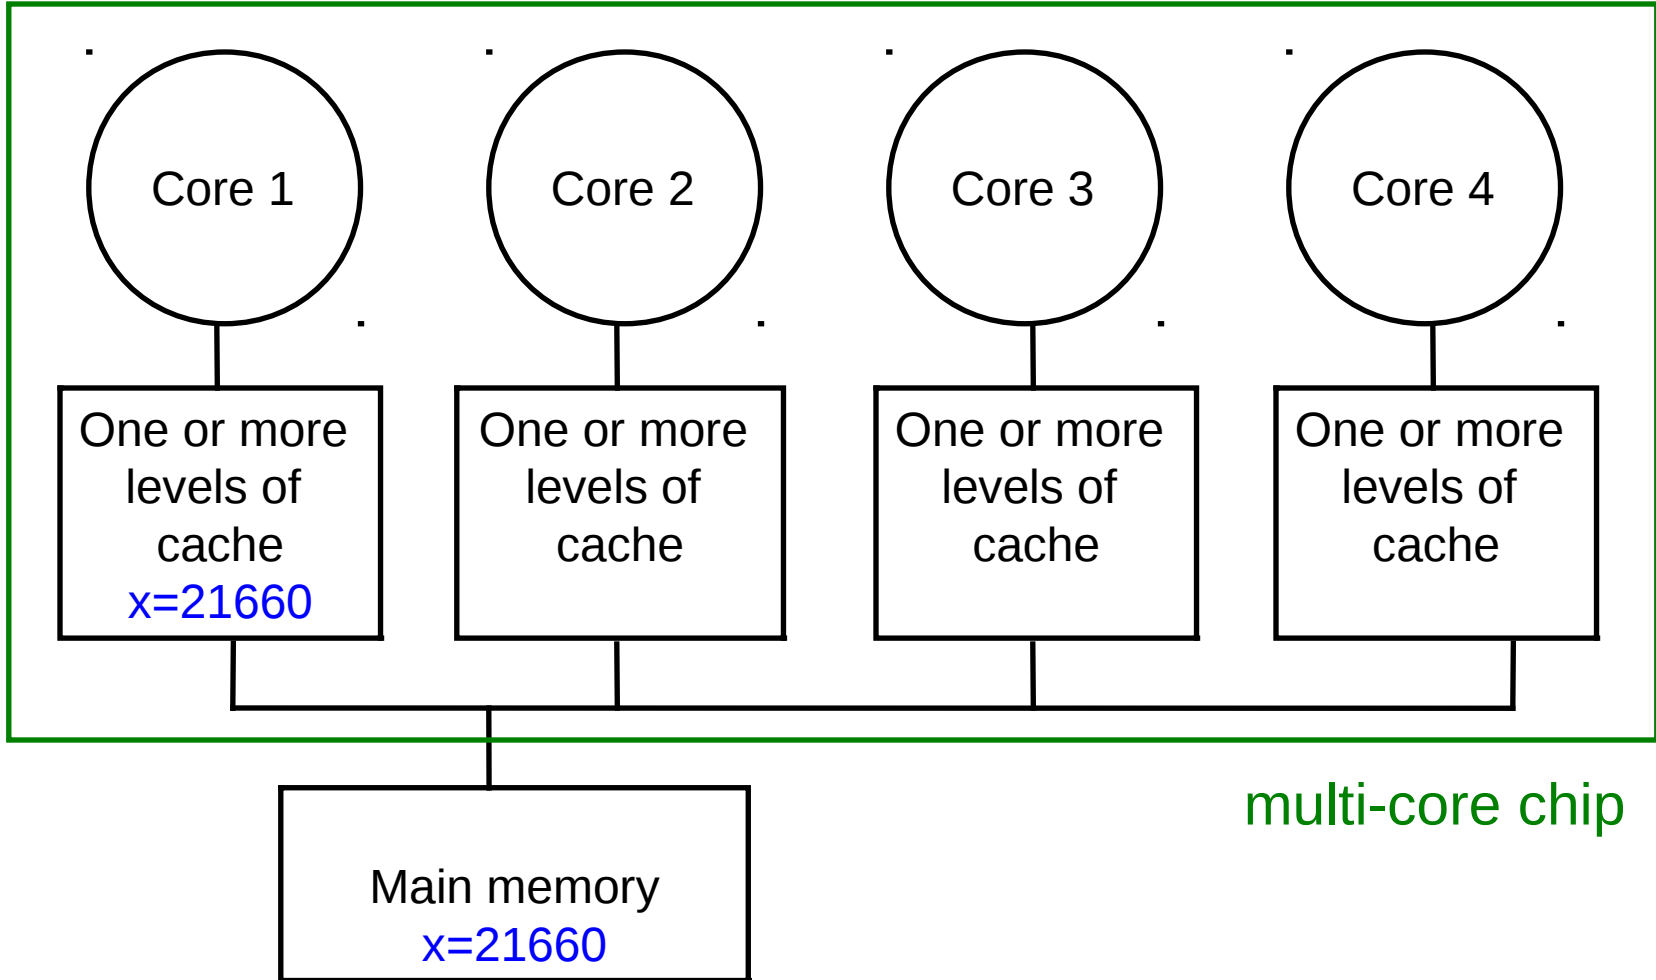 Core 1
Core 2
Core 3
Core 4
One or more
levels of
cache
x=21660
One or more
levels of
cache
One or more
levels of
cache
One or more
levels of
cache
multi-core chip
Main memory
x=21660